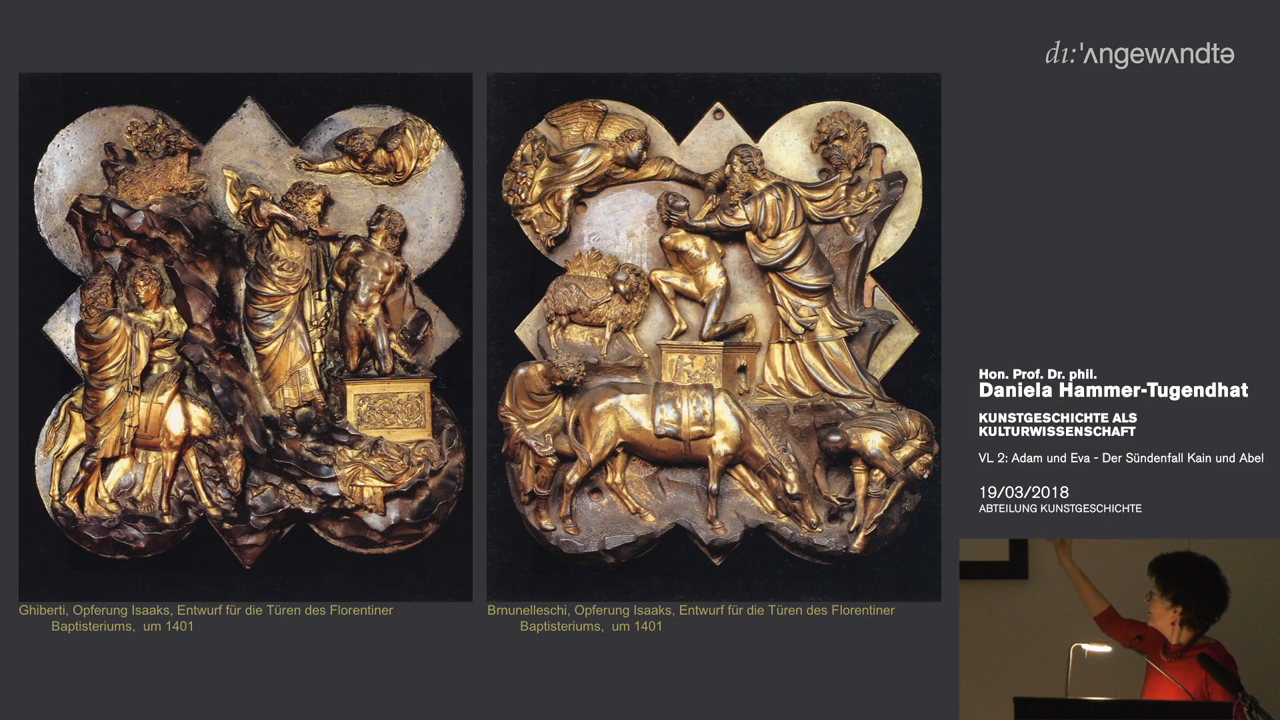 dı:'ʌngewʌndtə
Ghiberti, Opferung Isaaks, Entwurf für die Türen des Florentiner
Baptisteriums, um 1401
Brnunelleschi, Opferung Isaaks, Entwurf für die Türen des Florentiner
Baptisteriums, um 1401
Hon. Prof. Dr. phil.
Daniela Hammer-Tugendhat
KUNSTGESCHICHTE ALS
KULTURWISSENSCHAFT
VL 2: Adam und Eva - Der Sündenfall Kain und Abel
19/03/2018
ABTEILUNG KUNSTGESCHICHTE